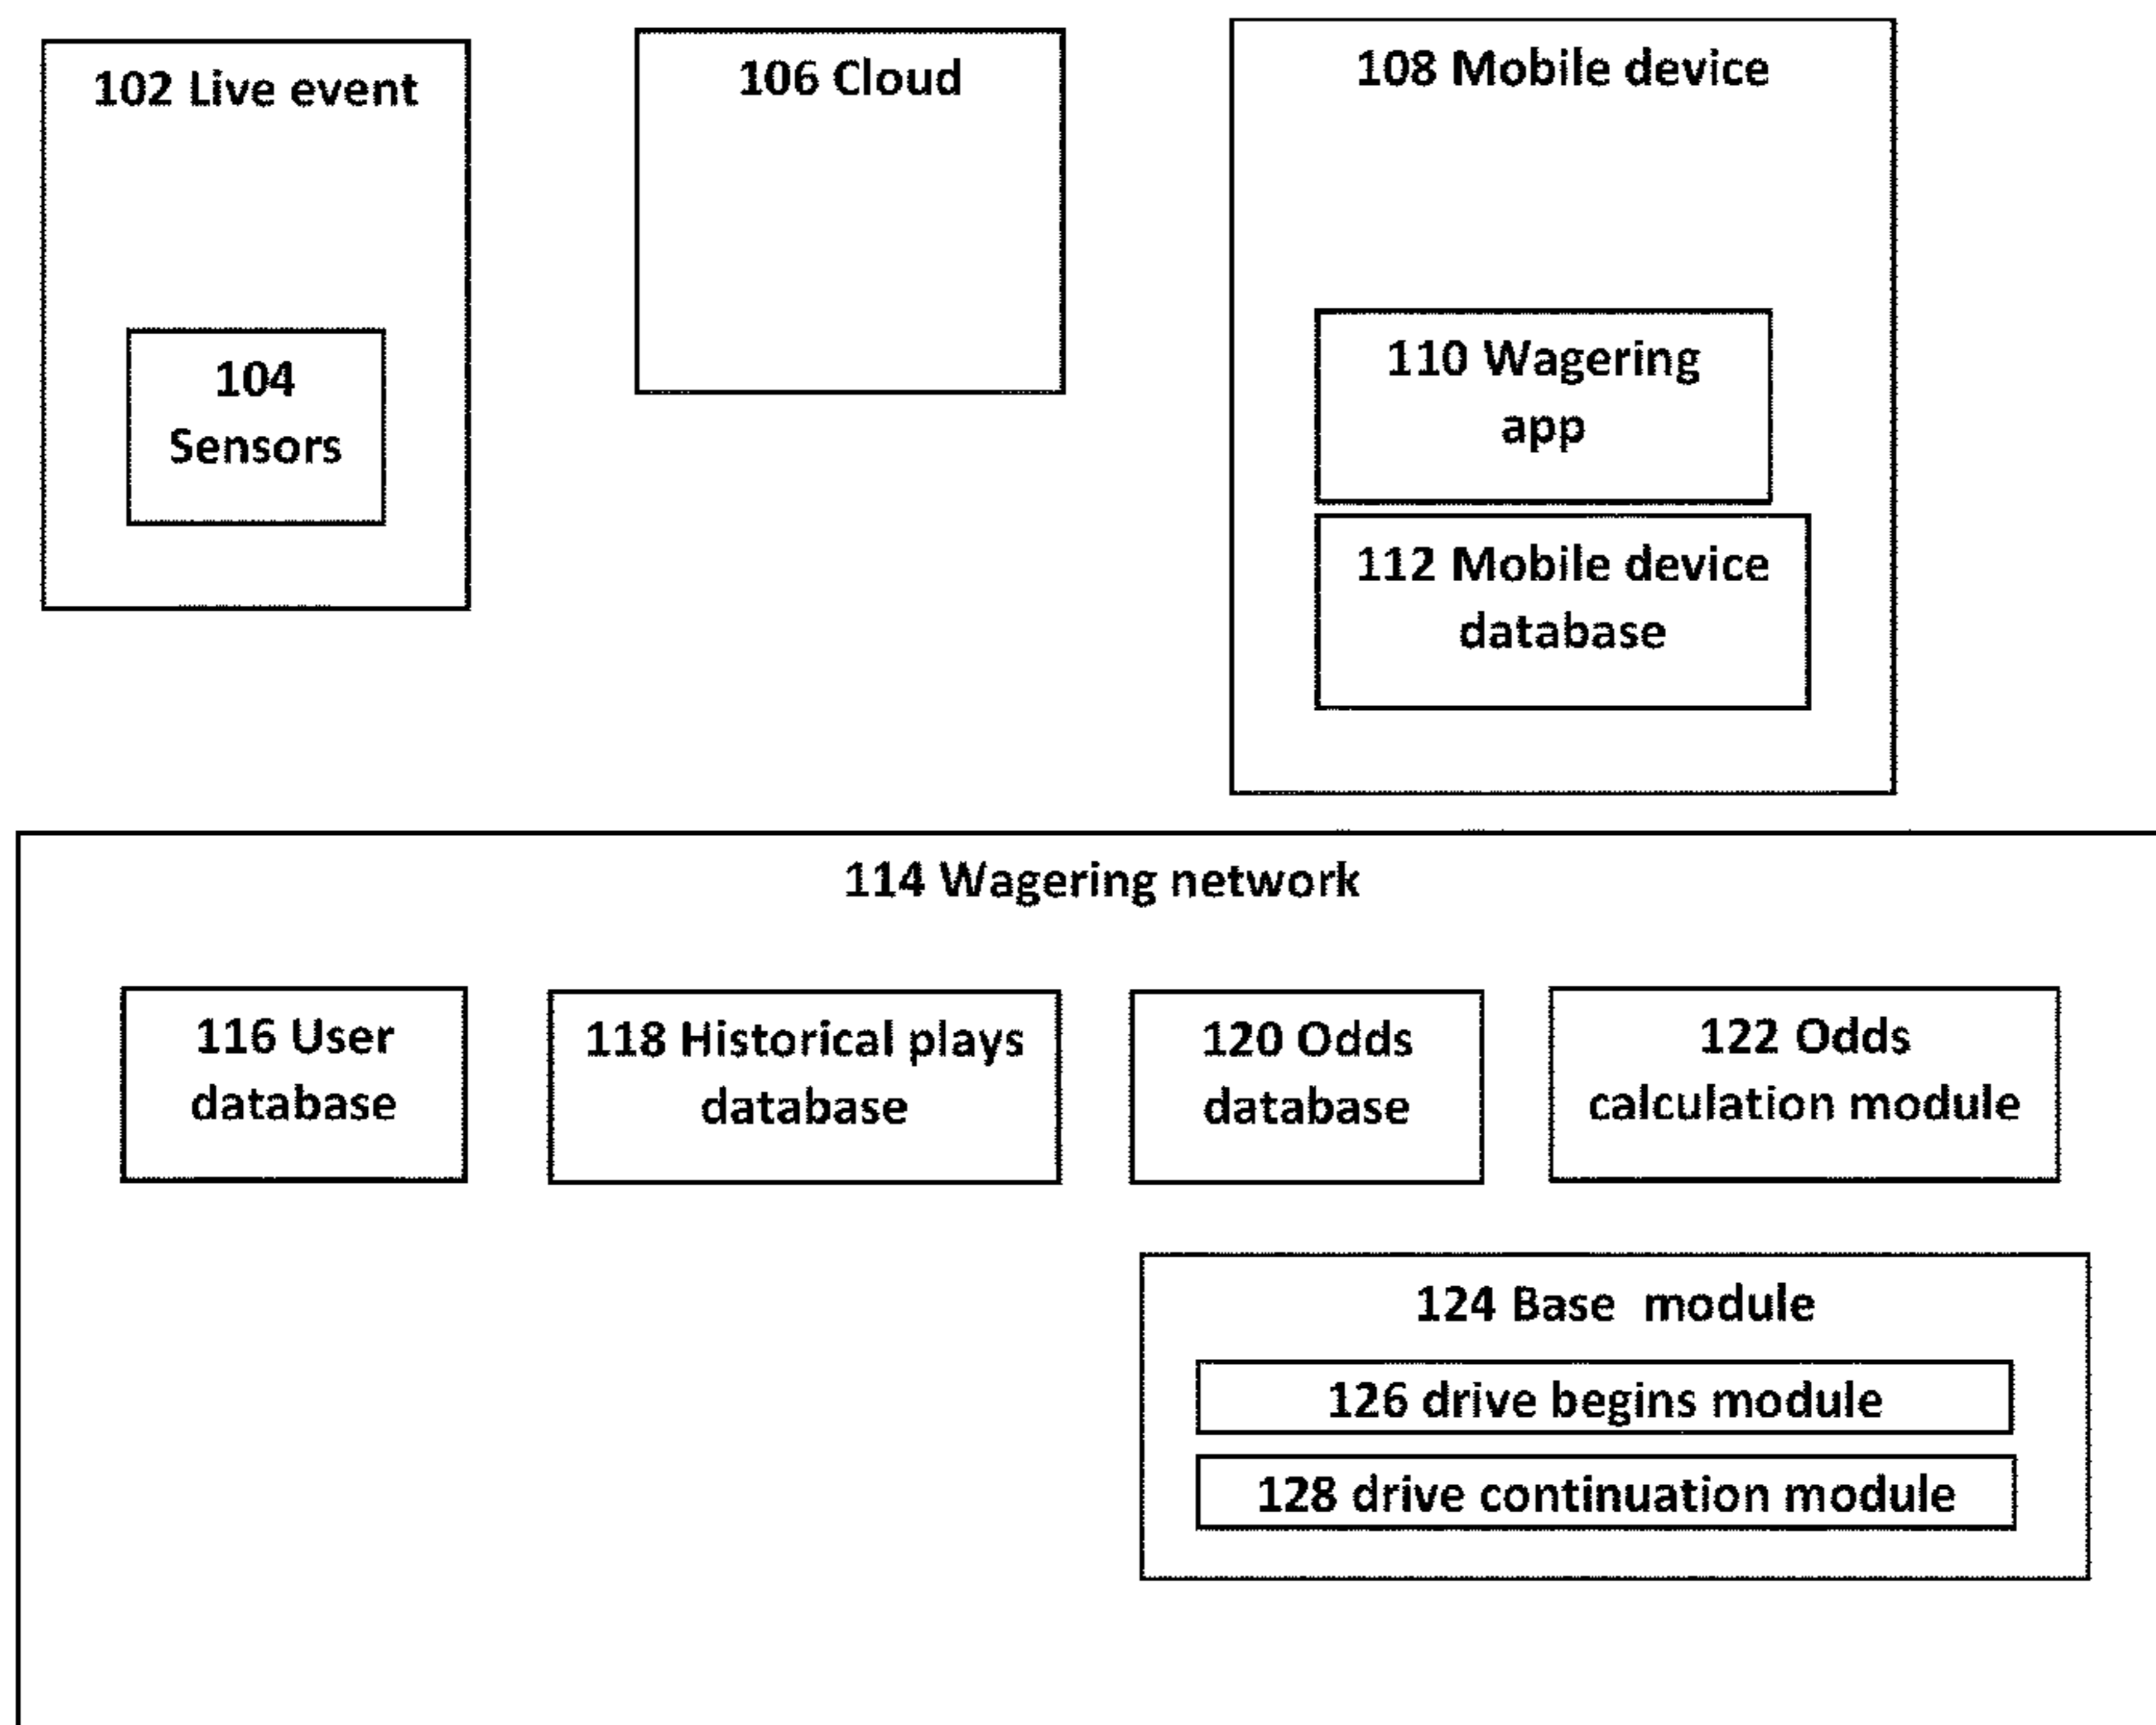 102 Live event
104
Sensors
106 Cloud
108 Mobile device
110 Wagering
app
112 Mobile device
database
114 Wagering network
116 User
database
118 Historical plays
database
120 Odds
database
122 Odds
calculation module
124 Base module
126 drive begins module
128 drive continuation module